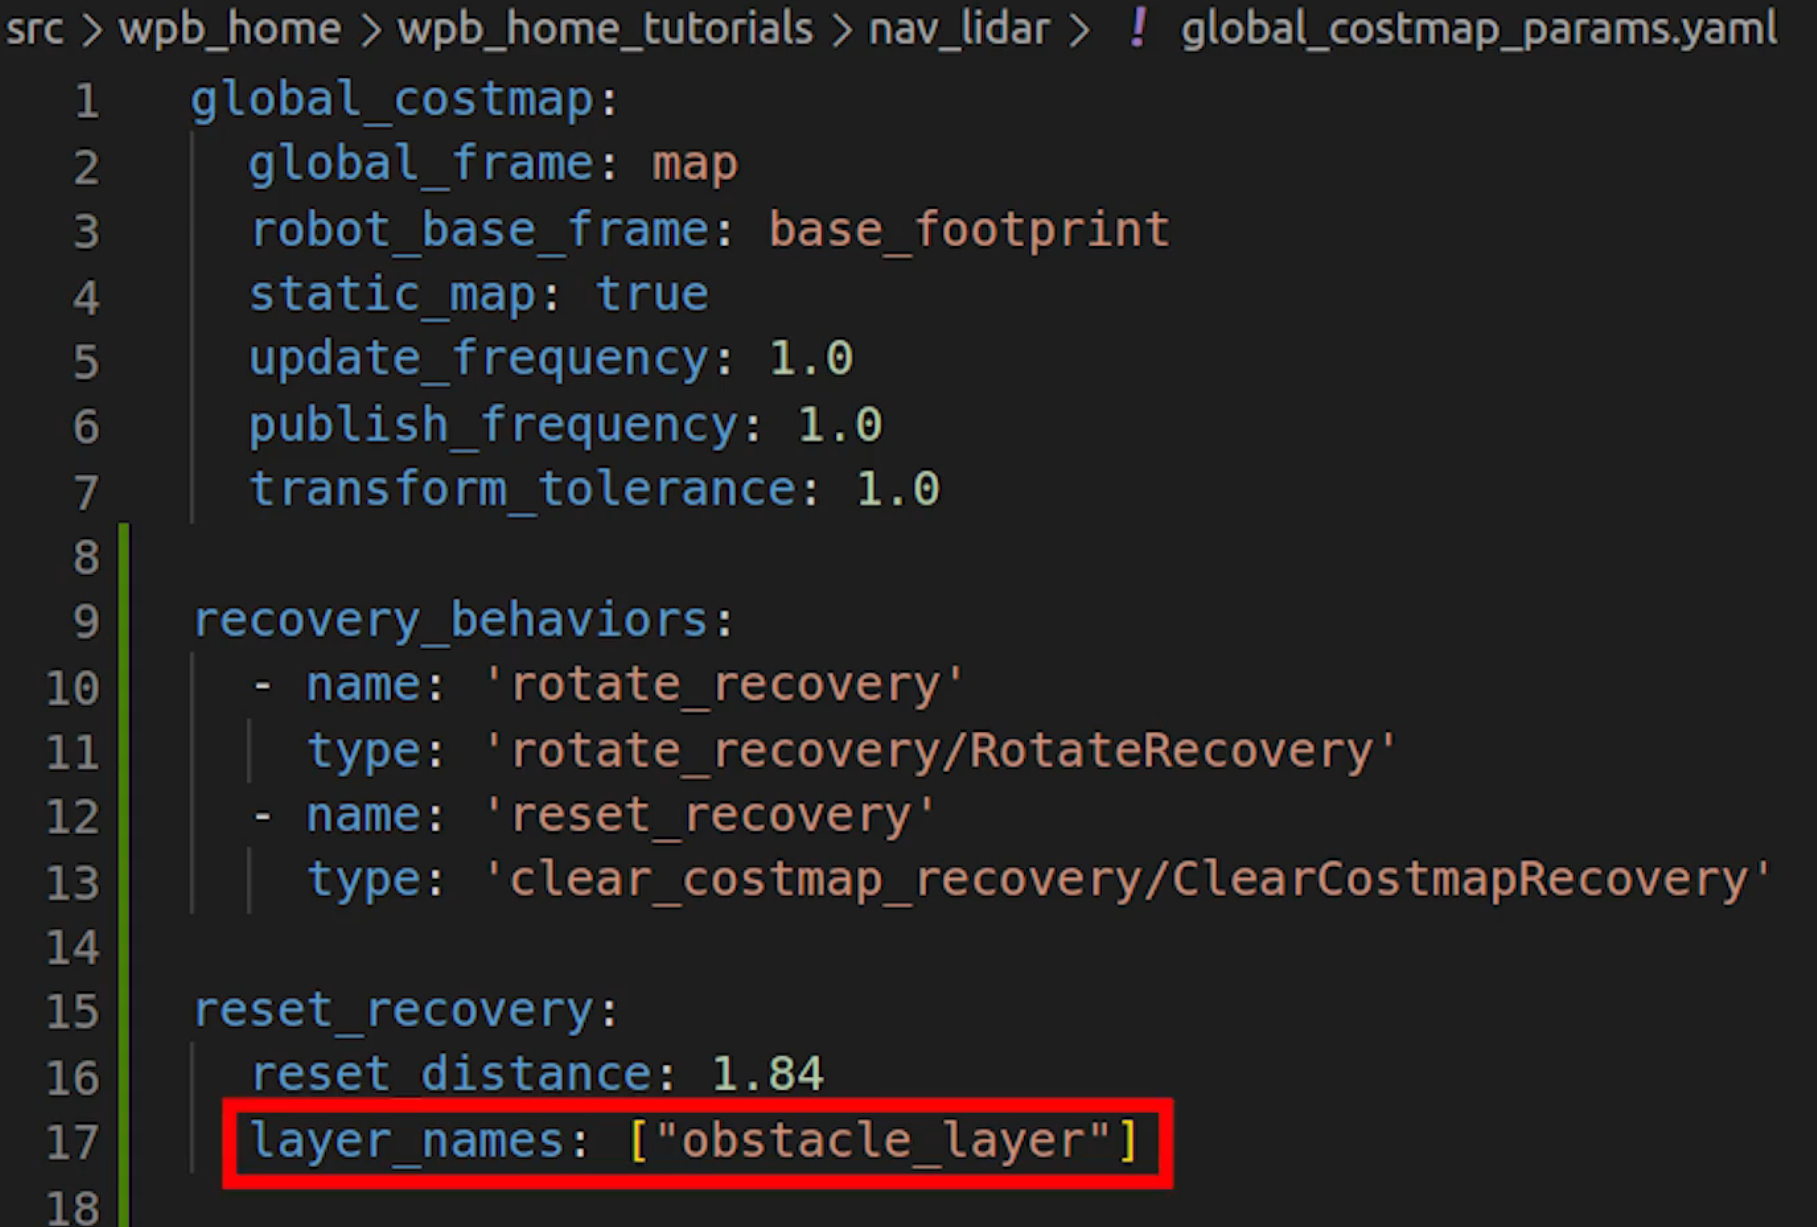 src > wpb_home > wpb_home_tutorials > nav_lidar > ! global_costmap_params.yaml
1 global_costmap:
2   global_frame: map
3   robot_base_frame: base_footprint
4   static_map: true
5   update_frequency: 1.0
6   publish_frequency: 1.0
7   transform_tolerance: 1.0
8
9 recovery_behaviors:
10   - name: 'rotate_recovery'
11     type: 'rotate_recovery/RotateRecovery'
12   - name: 'reset_recovery'
13     type: 'clear_costmap_recovery/ClearCostmapRecovery'
14
15 reset_recovery:
16   reset_distance: 1.84
17   layer_names: ["obstacle_layer"]
18